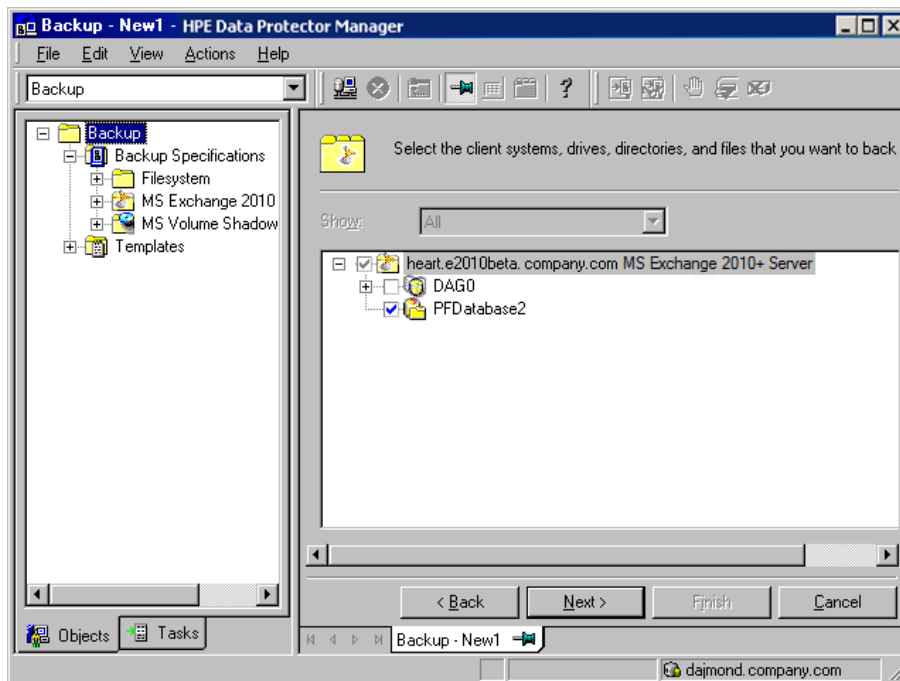 Backup - New1 - HPE Data Protector Manager
File Edit View Actions Help
Backup
?
Backup
Backup Specifications
Filesystem
MS Exchange 2010
MS Volume Shadow
Templates
Select the client systems, drives, directories, and files that you want to back
Show:
All
heart.e2010beta. company.com MS Exchange 2010+ Server
DAG0
PFDatabase2
< Back
Next >
Finish
Cancel
Objects
Tasks
Backup - New1
dajmond. company.com